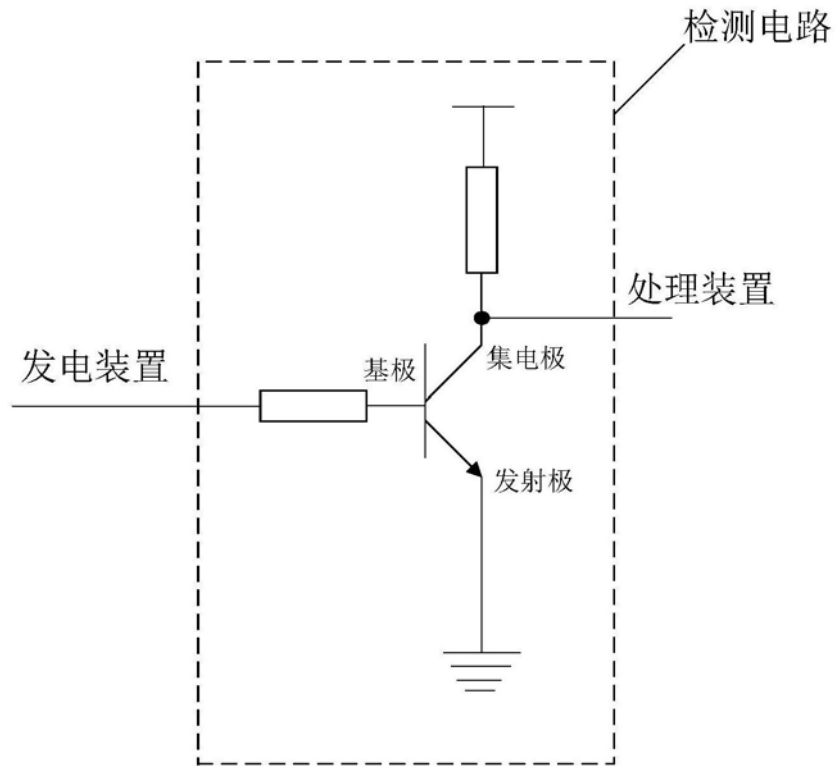 检测电路
处理装置
发电装置
基极
集电极
发射极